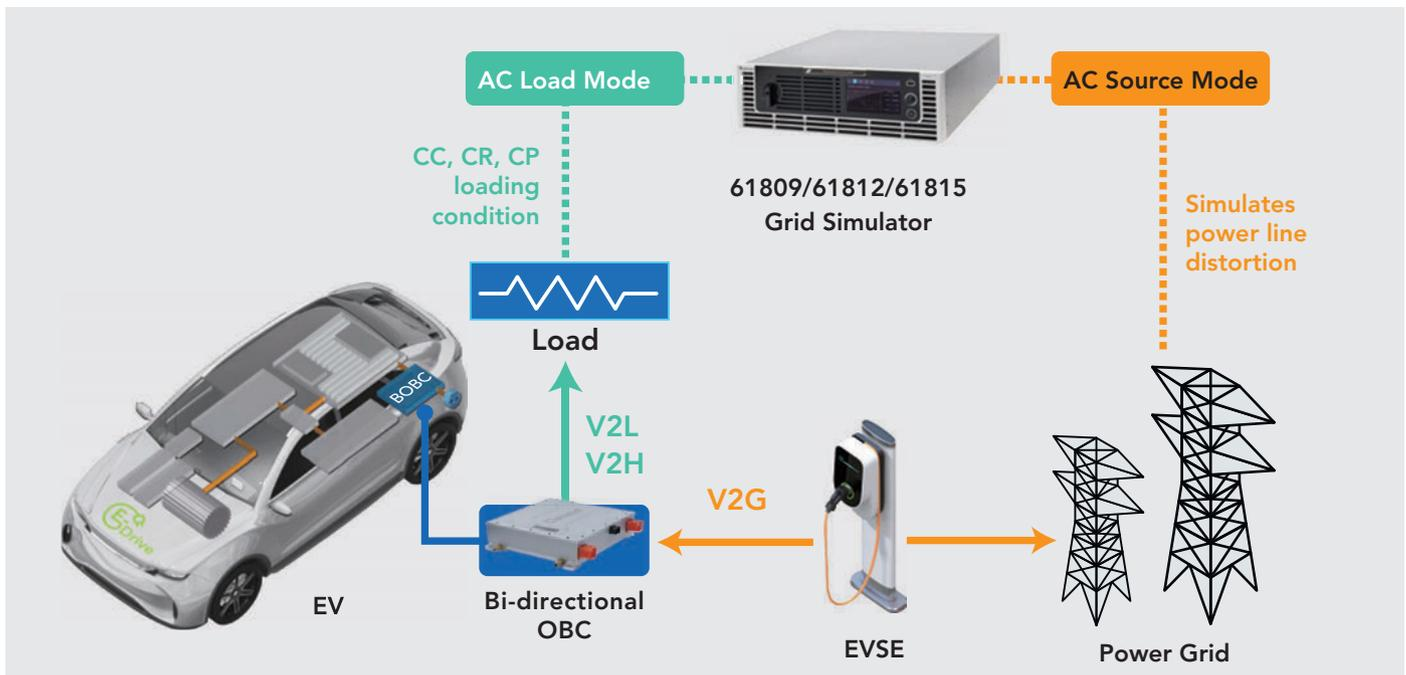 AC Load Mode
AC Source Mode
CC, CR, CP
loading
condition
61809/61812/61815
Grid Simulator
Simulates
power line
distortion
Load
BOBC
V2L
V2H
V2G
E-Drive
EV
Bi-directional
OBC
EVSE
Power Grid